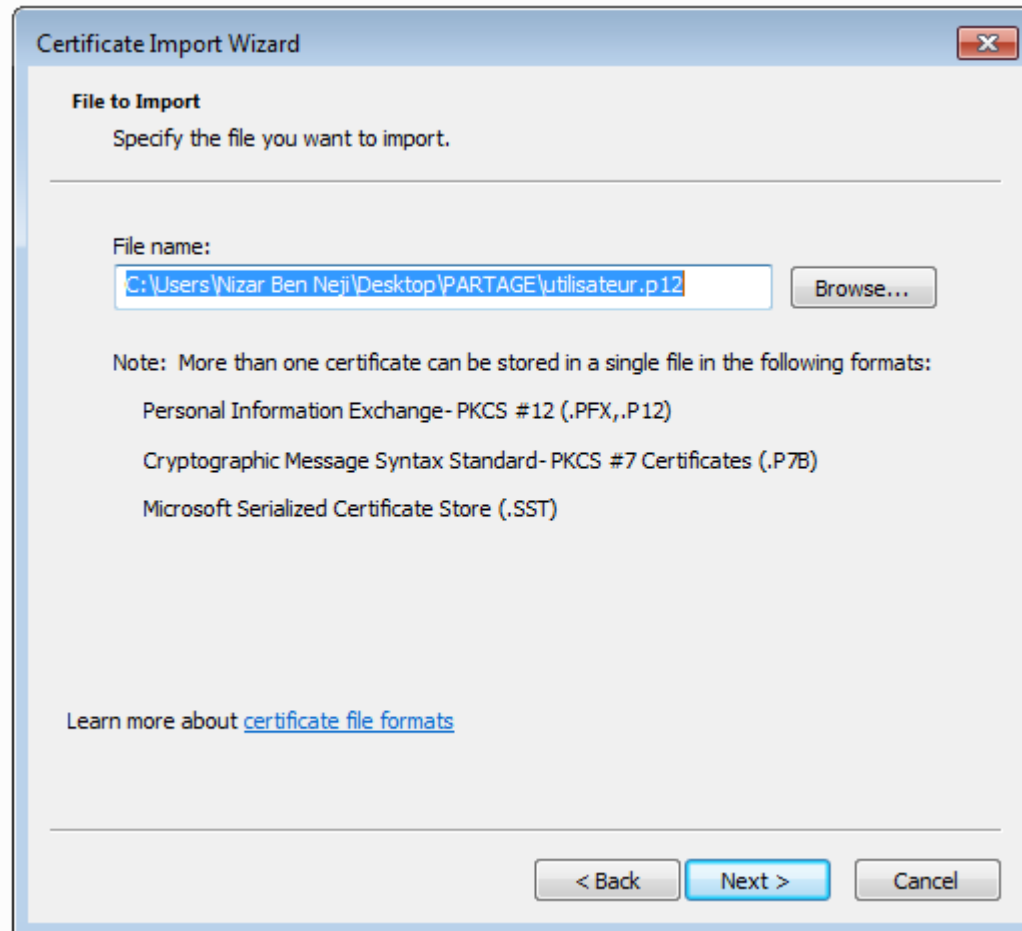 Certificate Import Wizard
File to Import
Specify the file you want to import.
File name:
C:\Users\Nizar Ben Neji\Desktop\PARTAGE\utilisateur.p12
Browse...
Note:  More than one certificate can be stored in a single file in the following formats:
Personal Information Exchange- PKCS #12 (.PFX,.P12)
Cryptographic Message Syntax Standard- PKCS #7 Certificates (.P7B)
Microsoft Serialized Certificate Store (.SST)
Learn more about certificate file formats
< Back
Next >
Cancel